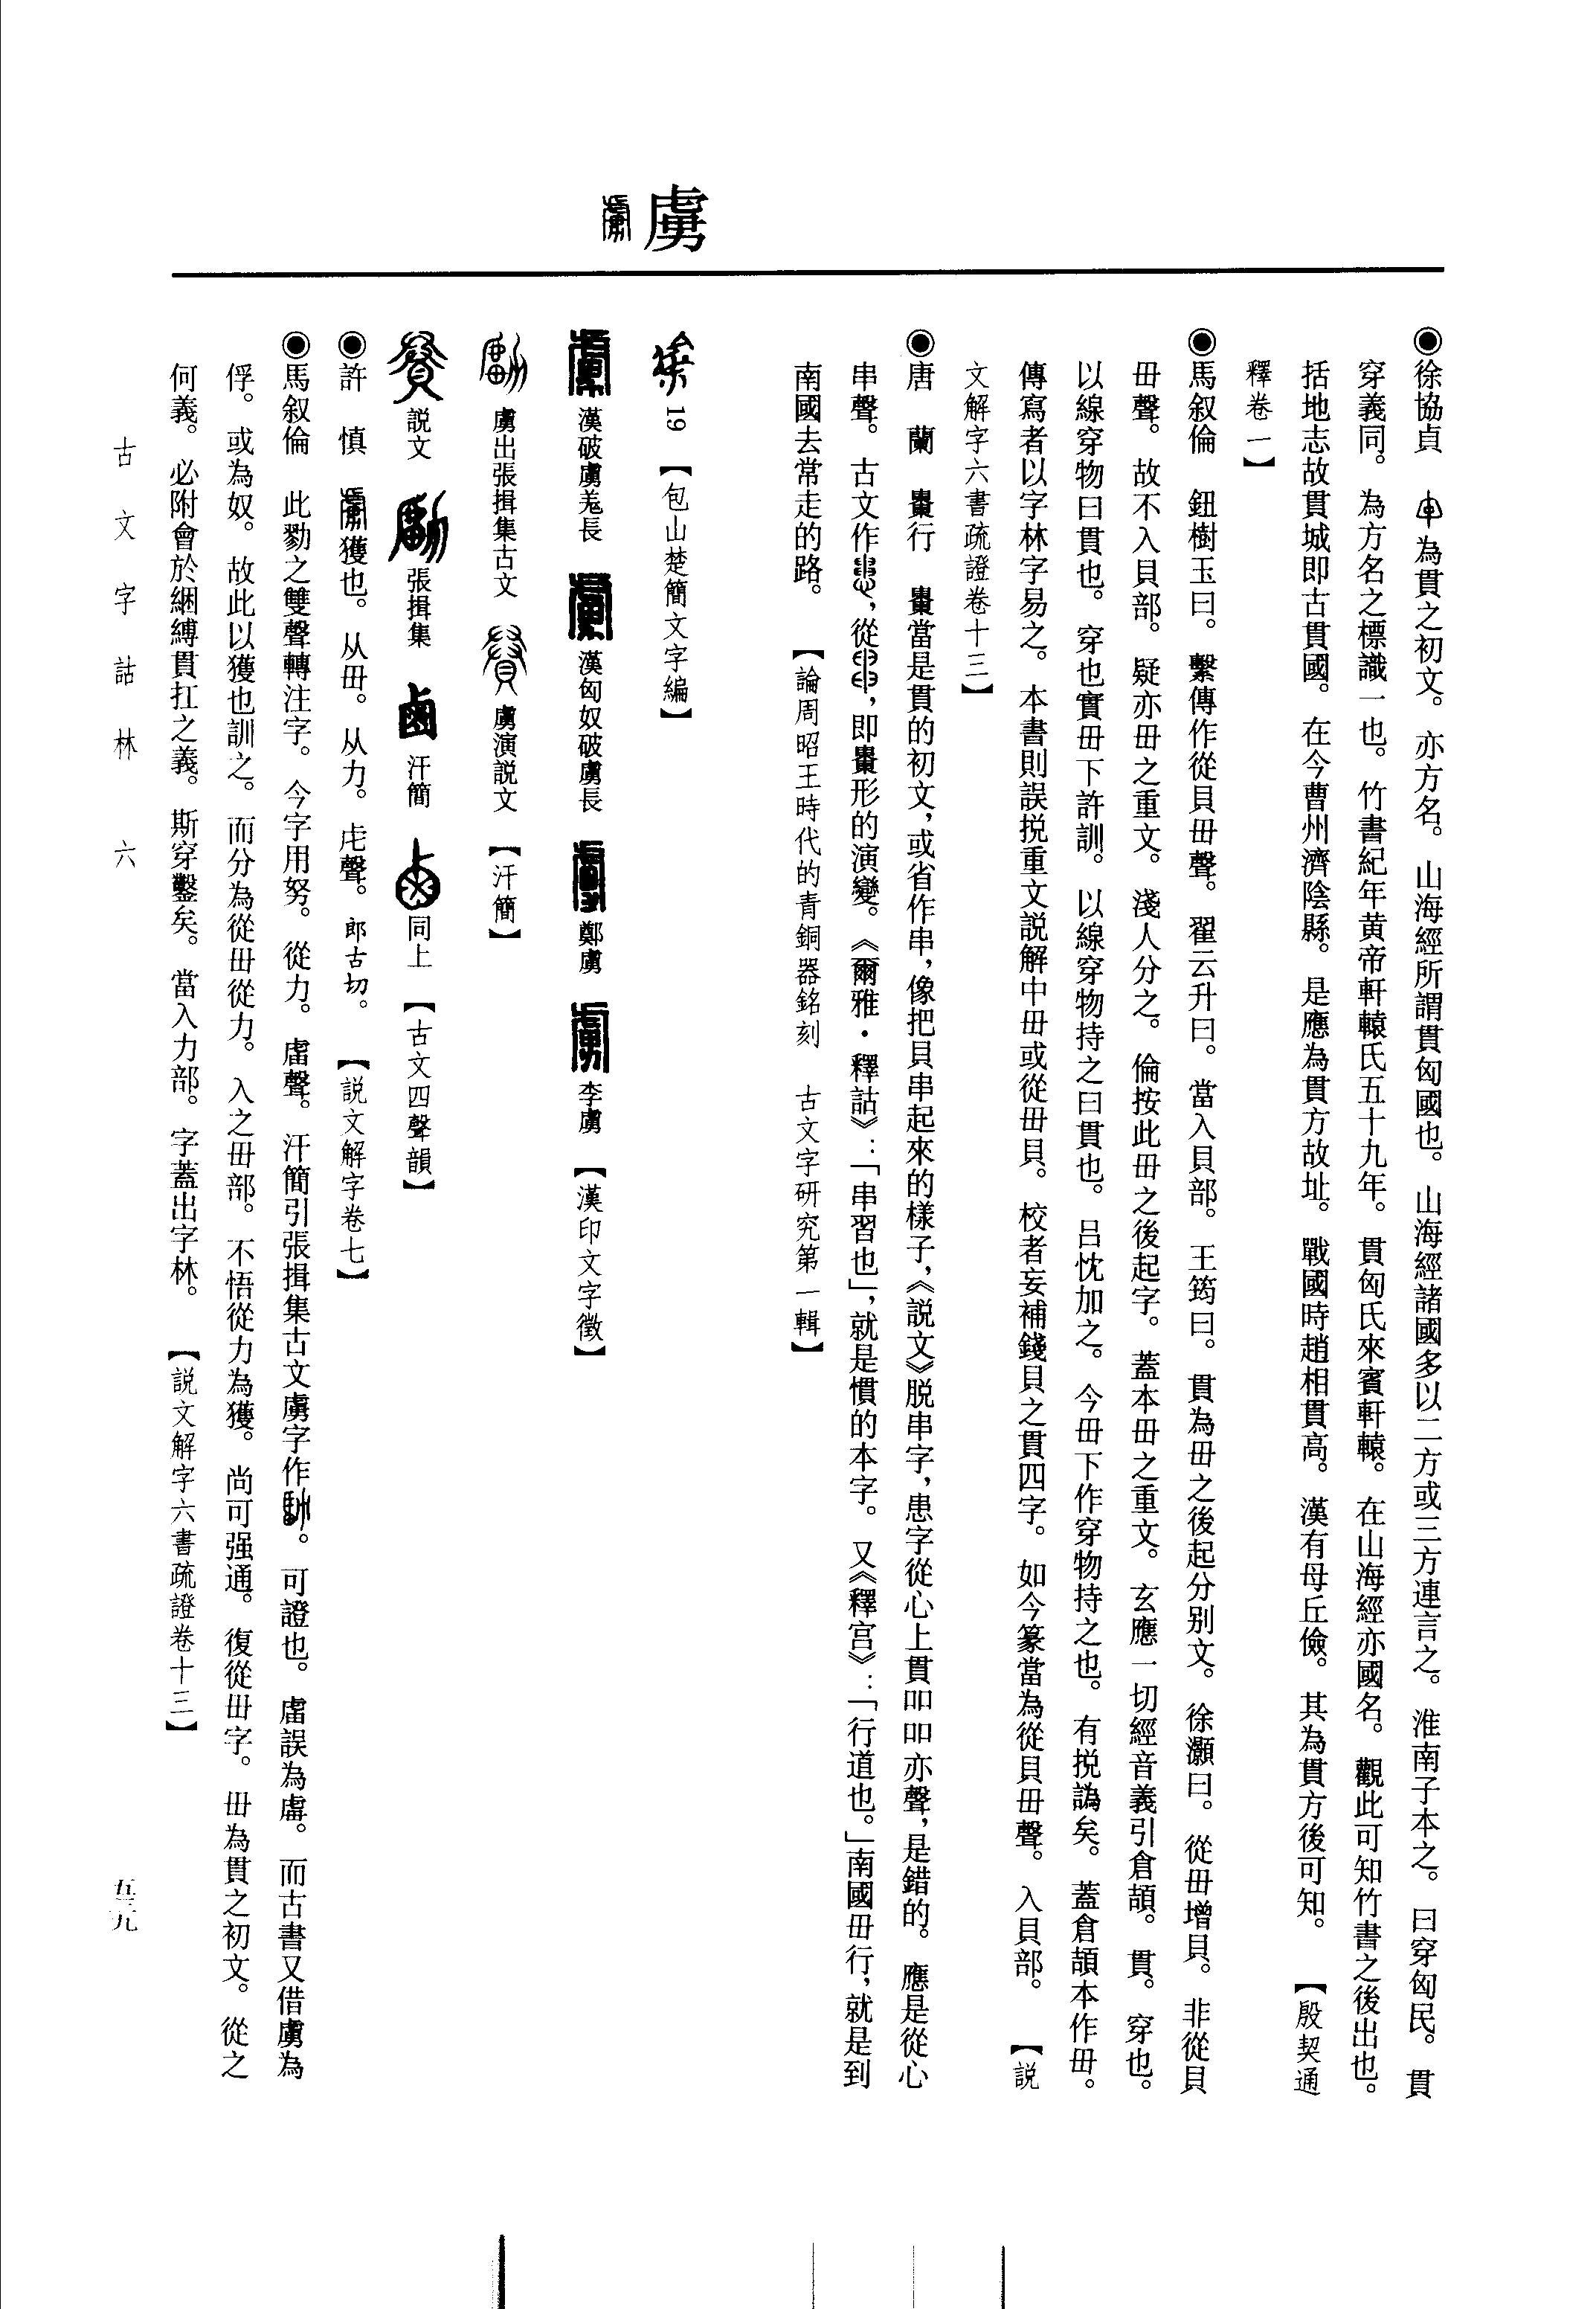 虜
◉徐協貞 為貫之初文。亦方名。山海經所謂貫匈國也。山海經諸國多以二方或三方連言之。淮南子本之。曰穿匈民。貫
穿義同。為方名之標識一也。竹書紀年黄帝軒轅氏五十九年。貫匈氏來賓軒轅。在山海經亦國名。觀此可知竹書之後出也。
括地志故貫城即古貫國。在今曹州濟陰縣。是應為貫方故址。戰國時趙相貫高。漢有毋丘儉。其為貫方後可知。 【殷契通
釋卷一】
◉馬叙倫 鈕樹玉曰。繫傳作從貝毌聲。翟云升曰。當入貝部。王筠曰。貫為毌之後起分别文。徐灝曰。從毌增貝。非從貝
毌聲。故不入貝部。疑亦毌之重文。淺人分之。倫按此毌之後起字。蓋本毌之重文。玄應一切經音義引倉頡。貫。穿也。
以線穿物曰貫也。穿也實毌下許訓。以線穿物持之曰貫也。吕忱加之。今毌下作穿物持之也。有挩譌矣。蓋倉頡本作毌。
傳寫者以字林字易之。本書則誤挩重文説解中毌或從毌貝。校者妄補錢貝之貫四字。如今篆當為從貝毌聲。入貝部。 【説
文解字六書疏證卷十三】
◉唐 蘭 行 當是貫的初文，或省作串，像把貝串起來的樣子，《説文》脱串字，患字從心上貫吅吅亦聲，是錯的。應是從心
串聲。古文作，從，即形的演變。《爾雅·釋詁》：「串習也」，就是慣的本字。又《釋宫》：「行道也。」南國毌行，就是到
南國去常走的路。 【論周昭王時代的青銅器銘刻 古文字研究第一輯】
19 【包山楚簡文字編】
漢破虜羌長 漢匈奴破虜長 鄭虜 李虜 【漢印文字徵】
虜出張揖集古文 虜演説文 【汗簡】
説文 張揖集 汗簡 同上 【古文四聲韻】
◉許 慎 獲也。从毌。从力。虍聲。郎古切。 【説文解字卷七】
◉馬叙倫 此勠之雙聲轉注字。今字用努。從力。虘聲。汗簡引張揖集古文虜字作。可證也。虘誤為虗。而古書又借虜為
俘。或為奴。故此以獲也訓之。而分為從毌從力。入之毌部。不悟從力為獲。尚可强通。復從毌字。毌為貫之初文。從之
何義。必附會於綑縛貫扛之義。斯穿鑿矣。當入力部。字蓋出字林。 【説文解字六書疏證卷十三】
古文字詁林 六
五三九